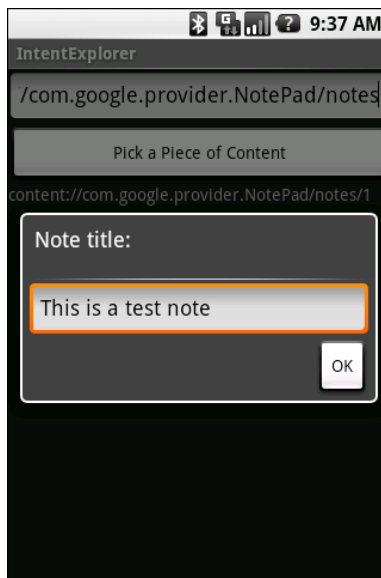 9:37 AM
IntentExplorer
/com.google.provider.NotePad/notes
Pick a Piece of Content
content://com.google.provider.NotePad/notes/1
Note title:
This is a test note
OK